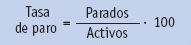 Tasa
de paro = Parados / Activos · 100